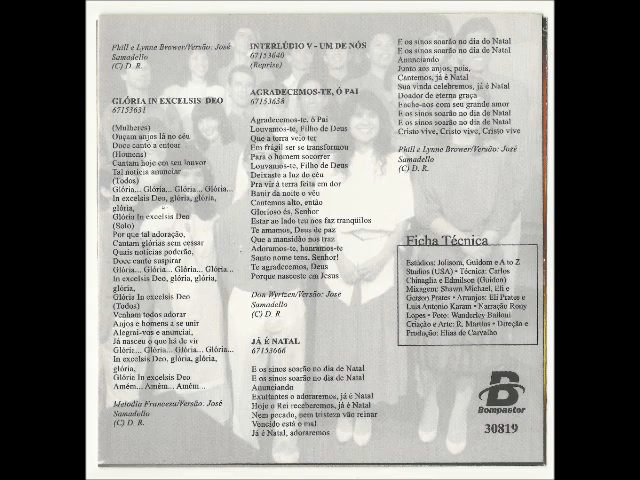 Phill e Lynne Brower/Versão: José
Samadello
(C) D. R.
GLÓRIA IN EXCELSIS DEO
67153631
(Mulheres)
Ouçam anjos lá no céu
Doce canto a entoar
(Homens)
Cantam hoje em seu louvor
Tal notícia anunciar
(Todos)
Glória... Glória... Glória... Glória...
In excelsis Deo, glória, glória,
glória,
Glória In excelsis Deo
(Solo)
Por que tal adoração,
Cantam glórias sem cessar
Quais notícias poderão,
Doce canto suspirar
Glória... Glória... Glória... Glória...
In excelsis Deo, glória, glória,
glória,
Glória In excelsis Deo
(Todos)
Venham todos adorar
Anjos e homens a se unir
Alegrai-vos e anunciai,
Já nasceu o que há de vir
Glória... Glória... Glória... Glória...
In excelsis Deo, glória, glória,
glória,
Glória In excelsis Deo
Amém... Amém... Amém...
Melodia Francesa/Versão: José
Samadello
(C) D. R.
INTERLÚDIO V - UM DE NÓS
67153640
(Reprise)
AGRADECEMOS-TE, Ó PAI
67153658
Agradecemos-te, ó Pai
Louvamos-te, Filho de Deus
Que a terra veio ter
Em frágil ser se transformou
Para o homem socorrer
Louvamos-te, Filho de Deus
Deixaste a luz do céu
Pra vir à terra feita em dor
Banir da noite o véu
Cantemos alto, então
Glorioso és, Senhor
Estar ao lado teu nos faz tranqüilos
Te amamos, Deus de paz
Que a mansidão nos traz
Adoramos-te, honramos-te
Santo nome tens, Senhor!
Te agradecemos, Deus
Porque nasceste em Jesus
Don Wyrtzen/Versão: José
Samadello
(C) D. R.
JÁ É NATAL
67153666
E os sinos soarão no dia de Natal
E os sinos soarão no dia de Natal
Anunciando
Exultantes o adoraremos, já é Natal
Hoje o Rei receberemos, já é Natal
Nem pecado, nem tristeza vão reinar
Vencido está o mal
Já é Natal, adoraremos
E os sinos soarão no dia do Natal
E os sinos soarão no dia de Natal
Anunciando
Junto aos anjos, pois,
Cantemos, já é Natal
Sua vinda celebremos, já é Natal
Doador de eterna graça
Enche-nos com seu grande amor
E os sinos soarão no dia de Natal
E os sinos soarão no dia de Natal
Cristo vive, Cristo vive, Cristo vive
Phill e Lynne Brower/Versão: José
Samadello
(C) D. R.
Ficha Técnica
Estúdios: Jolisom, Guidom e A to Z
Studios (USA) • Técnica: Carlos
Chinaglia e Edmilson (Guidon)
Mixagem: Shawn Michael, Eli e
Gerson Prates • Arranjos: Eli Prates e
Luis Antonio Karam • Narração Rony
Lopes • Foto: Wanderley Bailoni
Criação e Arte: R. Martins • Direção e
Produção: Elias de Carvalho
B
Bompastor
30819